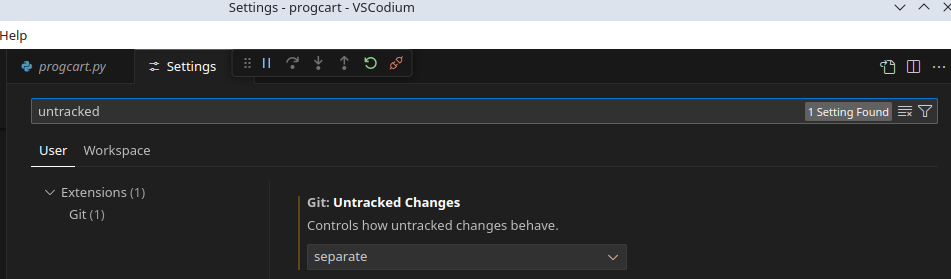 Settings - progcart - VSCodium
Help
progcart.py
Settings
untracked
1 Setting Found
User
Workspace
Extensions (1)
Git (1)
Git: Untracked Changes
Controls how untracked changes behave.
separate